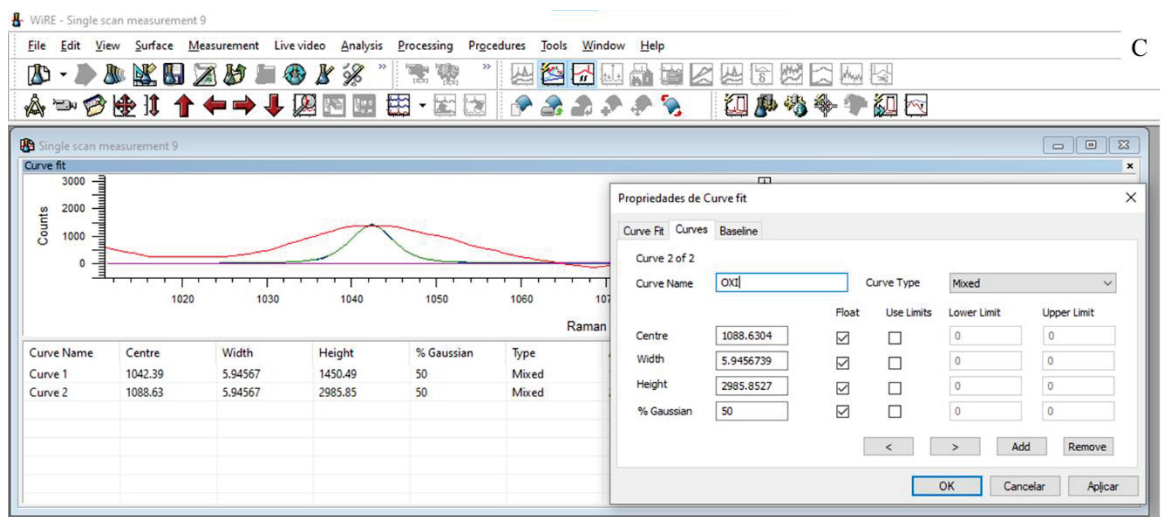 WiRE - Single scan measurement 9
File Edit View Surface Measurement Live video Analysis Processing Procedures Tools Window Help
C
Single scan measurement 9
Curve fit
3000
2000
1000
0
Counts
1020 1030 1040 1050 1060 107
Raman
Curve Name Centre Width Height % Gaussian Type
Curve 1 1042.39 5.94567 1450.49 50 Mixed
Curve 2 1088.63 5.94567 2985.85 50 Mixed
Propriedades de Curve fit
Curve Fit Curves Baseline
Curve 2 of 2
Curve Name OXI Curve Type Mixed
Float Use Limits Lower Limit Upper Limit
Centre 1088.6304 0 0
Width 5.9456739 0 0
Height 2985.8527 0 0
% Gaussian 50 0 0
< > Add Remove
OK Cancelar Aplicar